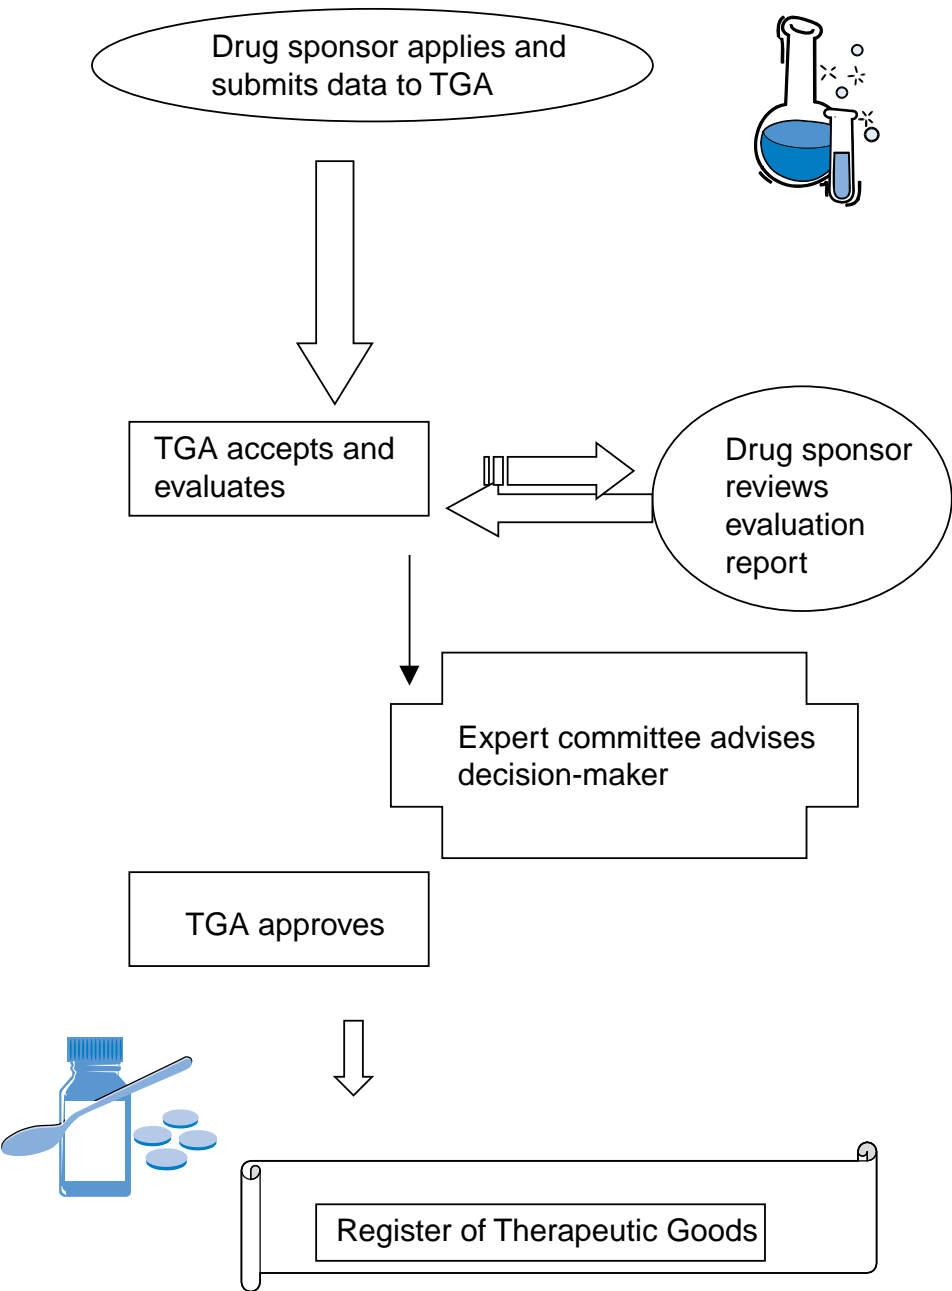 Drug sponsor applies and
submits data to TGA
TGA accepts and
evaluates
Drug sponsor
reviews
evaluation
report
Expert committee advises
decision-maker
TGA approves
Register of Therapeutic Goods